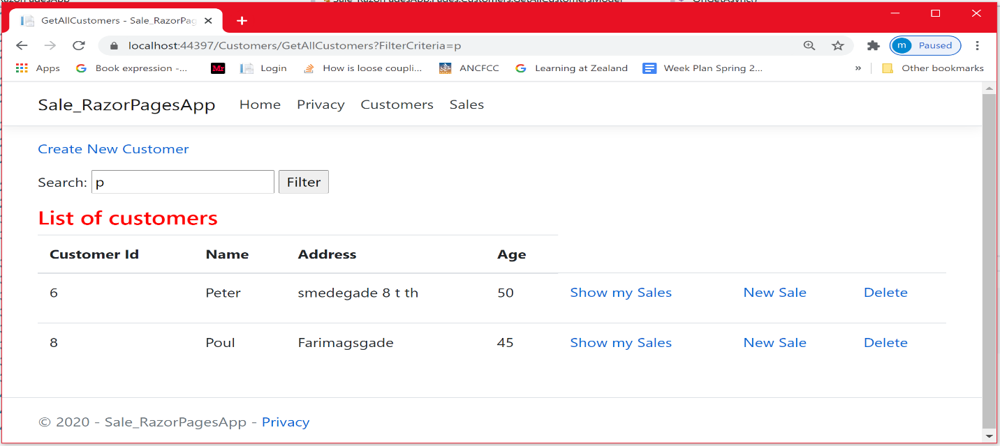 GetAllCustomers - Sale_RazorPag
localhost:44397/Customers/GetAllCustomers?FilterCriteria=p
m Paused
Apps Book expression -... Mr Login How is loose coupli... ANCFCC Learning at Zealand Week Plan Spring 2... » Other bookmarks
Sale_RazorPagesApp Home Privacy Customers Sales
Create New Customer
Search: p Filter
List of customers
Customer Id Name Address Age
6 Peter smedegade 8 t th 50 Show my Sales New Sale Delete
8 Poul Farimagsgade 45 Show my Sales New Sale Delete
© 2020 - Sale_RazorPagesApp - Privacy